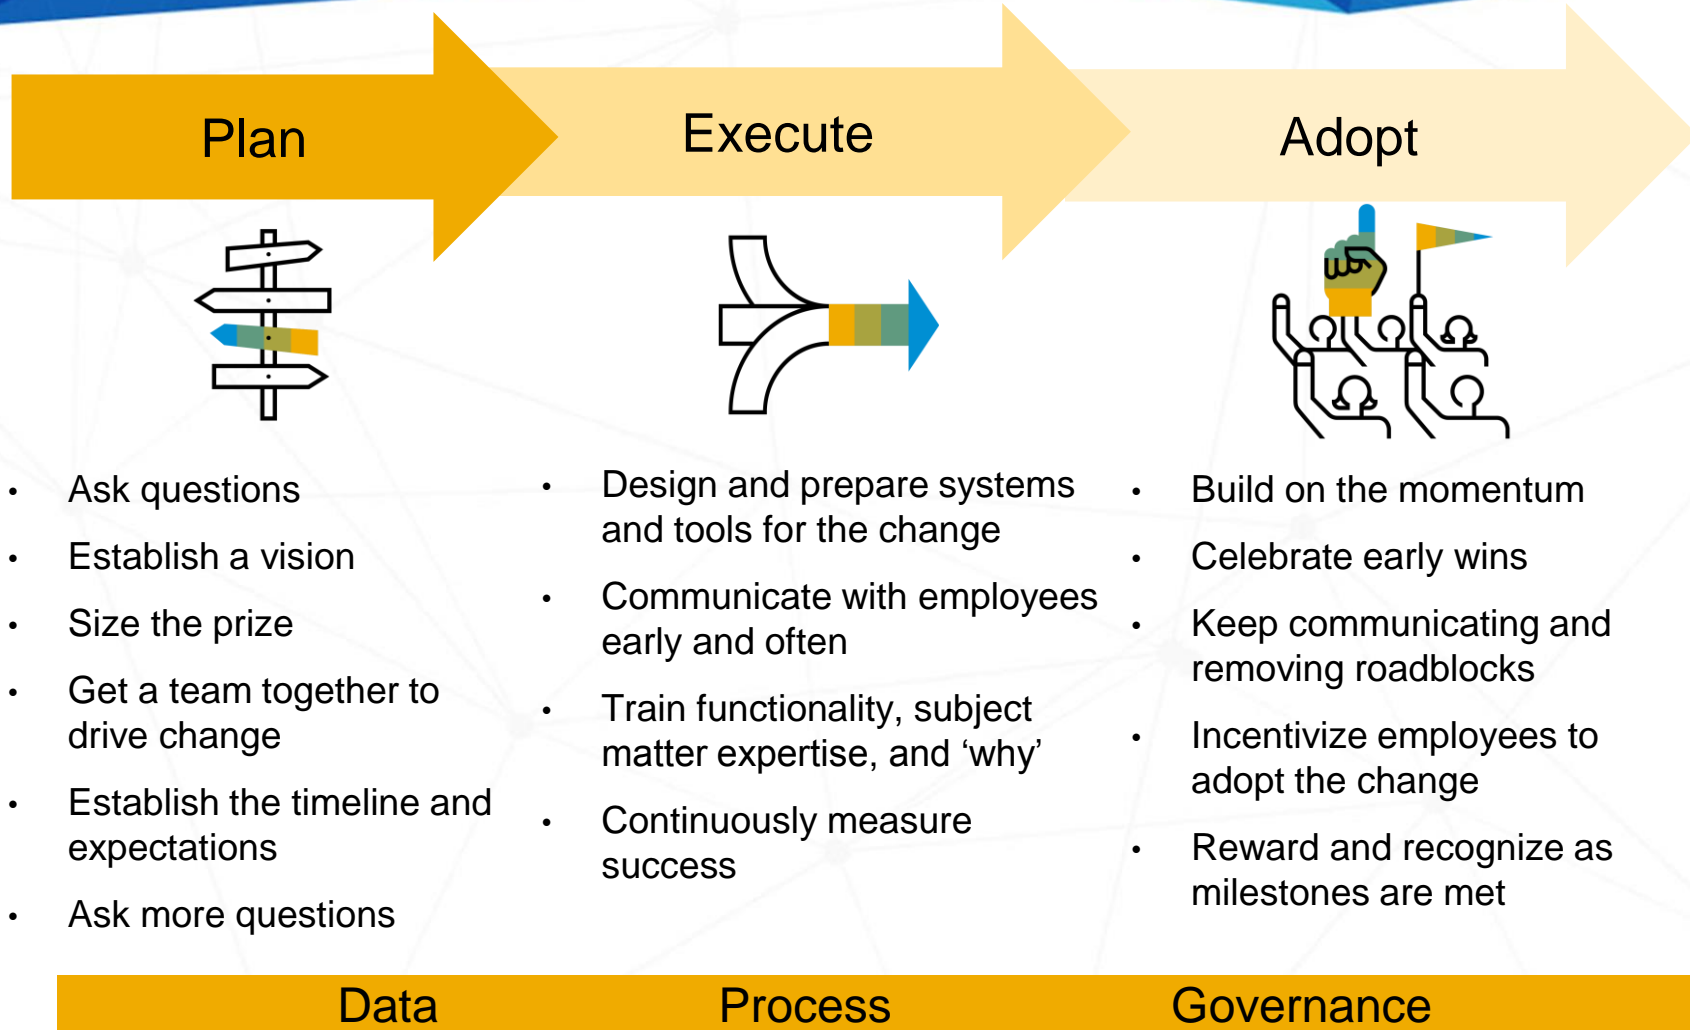 Plan
Execute
Adopt
• Ask questions
• Establish a vision
• Size the prize
• Get a team together to
drive change
• Establish the timeline and
expectations
• Ask more questions
• Design and prepare systems
and tools for the change
• Communicate with employees
early and often
• Train functionality, subject
matter expertise, and ‘why’
• Continuously measure
success
• Build on the momentum
• Celebrate early wins
• Keep communicating and
removing roadblocks
• Incentivize employees to
adopt the change
• Reward and recognize as
milestones are met
Data
Process
Governance